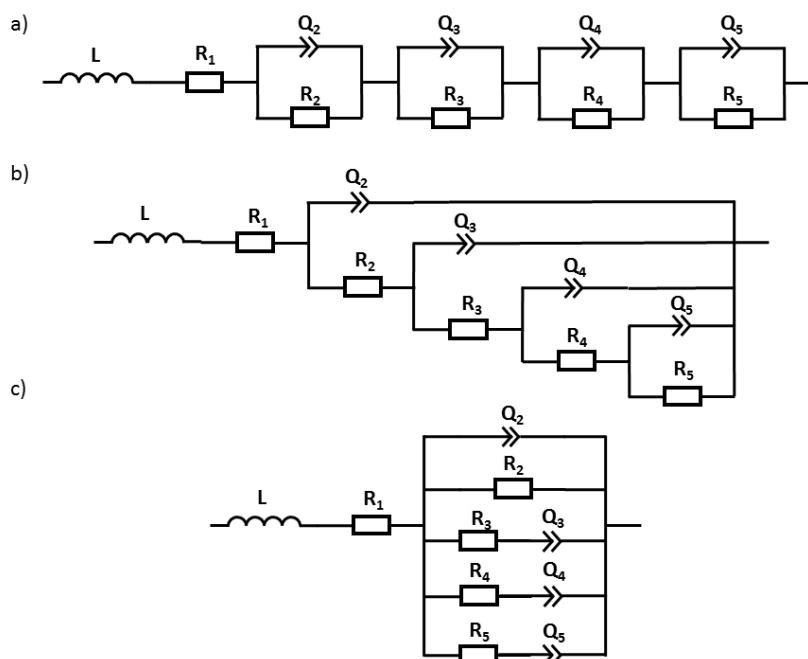 a)
Q₂ Q₃ Q₄ Q₅
L R₁
R₂ R₃ R₄ R₅
b)
Q₂
L R₁ Q₃
R₂ Q₄
R₃ Q₅
R₄
R₅
c)
Q₂
R₂
L R₁
R₃ Q₃
R₄ Q₄
R₅ Q₅